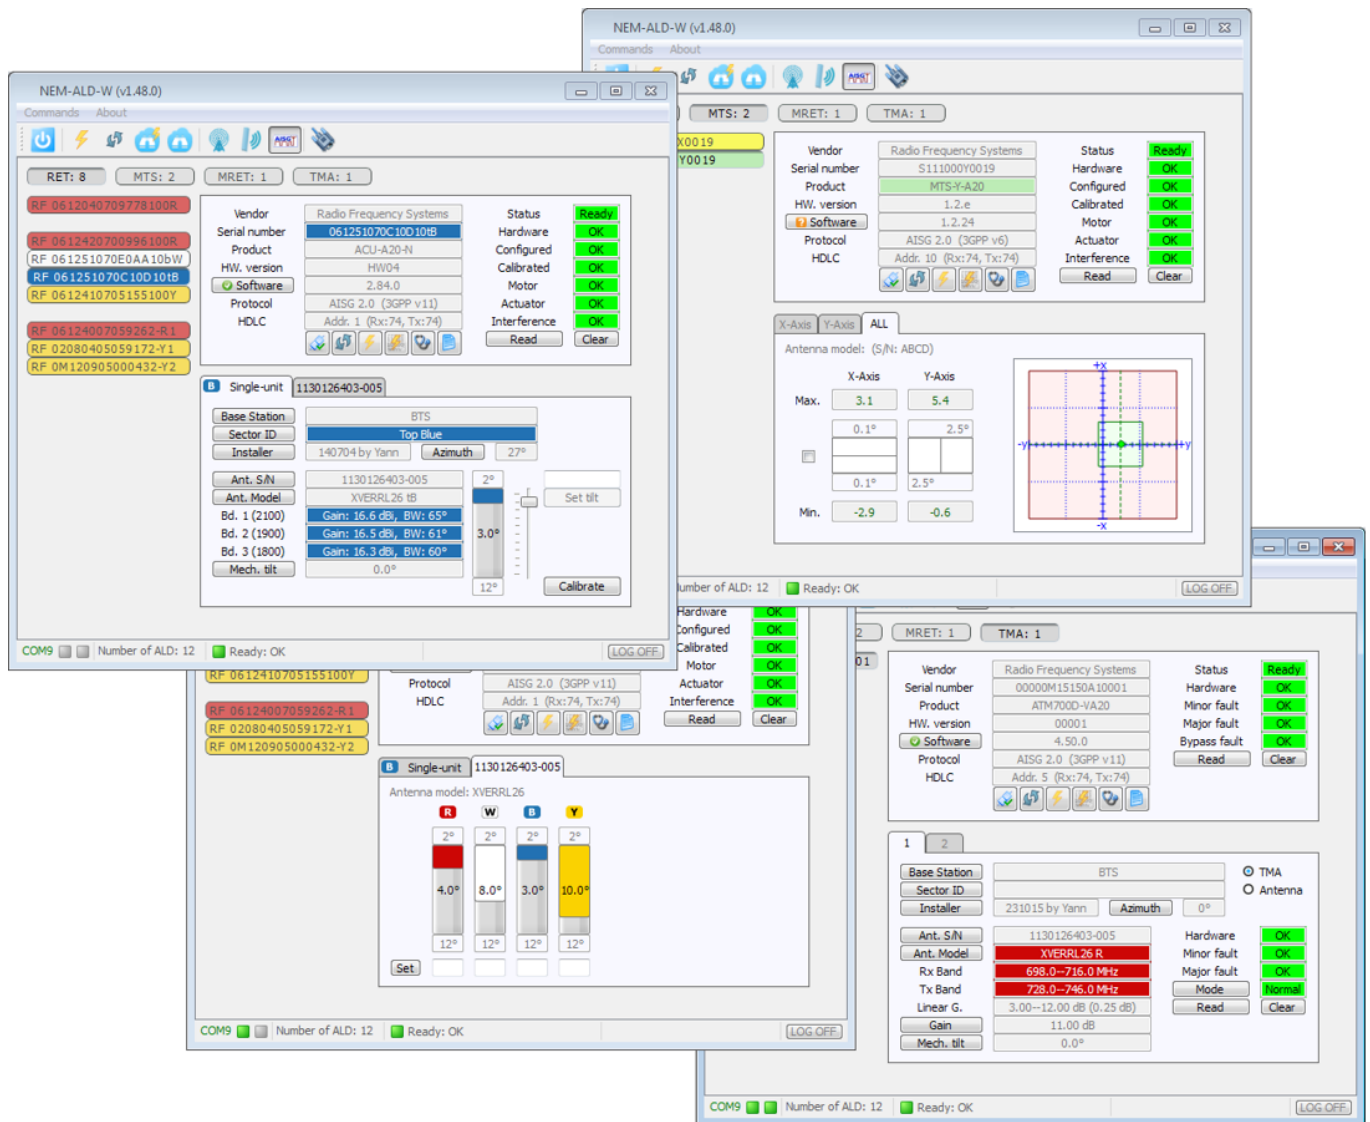 NEM-ALD-W (v1.48.0)
Commands About
RET: 8 MTS: 2 MRET: 1 TMA: 1
RF 0612040709778100R
RF 0612420700996100R
RF 061251070E0AA10bW
RF 061251070C10D10tB
RF 0612410705155100Y
RF 06124007059262-R1
RF 02080405059172-Y1
RF 0M120905000432-Y2
Vendor Radio Frequency Systems Status Ready
Serial number 061251070C10D10tB Hardware OK
Product ACU-A20-N Configured OK
HW. version HW04 Calibrated OK
Software 2.84.0 Motor OK
Protocol AISG 2.0 (3GPP v11) Actuator OK
HDLC Addr. 1 (Rx:74, Tx:74) Interference OK
Read Clear
B Single-unit 1130126403-005
Base Station BTS
Sector ID Top Blue
Installer 140704 by Yann Azimuth 27°
Ant. S/N 1130126403-005 2°
Ant. Model XVERRL26 tB Set tilt
Bd. 1 (2100) Gain: 16.6 dBi, BW: 65°
Bd. 2 (1900) Gain: 16.5 dBi, BW: 61° 3.0°
Bd. 3 (1800) Gain: 16.3 dBi, BW: 60°
Mech. tilt 0.0°
12° Calibrate
COM9 Number of ALD: 12 Ready: OK LOG OFF
NEM-ALD-W (v1.48.0)
Commands About
MTS: 2 MRET: 1 TMA: 1
X0019
Y0019
Vendor Radio Frequency Systems Status Ready
Serial number S111000Y0019 Hardware OK
Product MTS-Y-A20 Configured OK
HW. version 1.2.e Calibrated OK
Software 1.2.24 Motor OK
Protocol AISG 2.0 (3GPP v6) Actuator OK
HDLC Addr. 10 (Rx:74, Tx:74) Interference OK
Read Clear
X-Axis Y-Axis ALL
Antenna model: (S/N: ABCD)
X-Axis Y-Axis
Max. 3.1 5.4
0.1° 2.5°
0.1° 2.5°
Min. -2.9 -0.6
+x
-y +y
-x
umber of ALD: 12 Ready: OK LOG OFF
Hardware OK
Configured OK
Calibrated OK
Motor OK
RF 0612410705155100Y
RF 06124007059262-R1
RF 02080405059172-Y1
RF 0M120905000432-Y2
Protocol AISG 2.0 (3GPP v11) Actuator OK
HDLC Addr. 1 (Rx:74, Tx:74) Interference OK
Read Clear
B Single-unit 1130126403-005
Antenna model: XVERRL26
R W B Y
2° 2° 2° 2°
4.0° 8.0° 3.0° 10.0°
12° 12° 12° 12°
Set
COM9 Number of ALD: 12 Ready: OK LOG OFF
2 MRET: 1 TMA: 1
01
Vendor Radio Frequency Systems Status Ready
Serial number 00000M15150A10001 Hardware OK
Product ATM700D-VA20 Minor fault OK
HW. version 00001 Major fault OK
Software 4.50.0 Bypass fault OK
Protocol AISG 2.0 (3GPP v11) Read Clear
HDLC Addr. 5 (Rx:74, Tx:74)
1 2
Base Station BTS TMA
Sector ID Antenna
Installer 231015 by Yann Azimuth 0°
Ant. S/N 1130126403-005 Hardware OK
Ant. Model XVERRL26 R Minor fault OK
Rx Band 698.0--716.0 MHz Major fault OK
Tx Band 728.0--746.0 MHz Mode Normal
Linear G. 3.00--12.00 dB (0.25 dB) Read Clear
Gain 11.00 dB
Mech. tilt 0.0°
COM9 Number of ALD: 12 Ready: OK LOG OFF